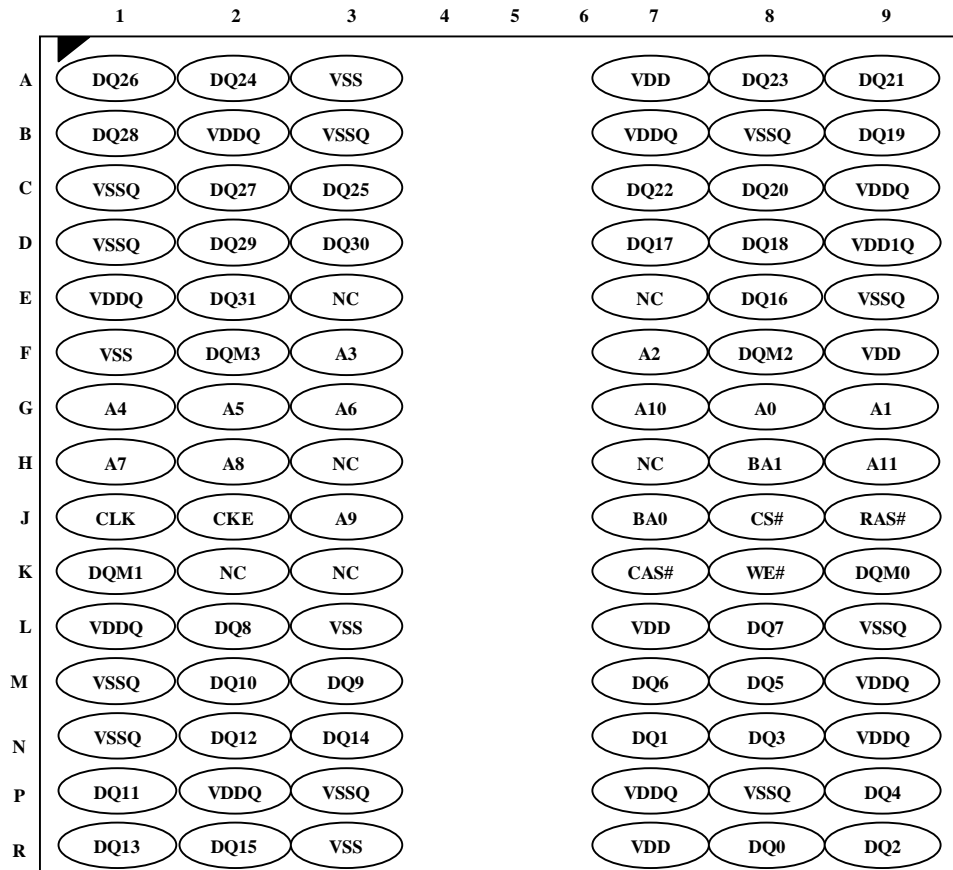 1 2 3 4 5 6 7 8 9
A DQ26 DQ24 VSS VDD DQ23 DQ21
B DQ28 VDDQ VSSQ VDDQ VSSQ DQ19
C VSSQ DQ27 DQ25 DQ22 DQ20 VDDQ
D VSSQ DQ29 DQ30 DQ17 DQ18 VDD1Q
E VDDQ DQ31 NC NC DQ16 VSSQ
F VSS DQM3 A3 A2 DQM2 VDD
G A4 A5 A6 A10 A0 A1
H A7 A8 NC NC BA1 A11
J CLK CKE A9 BA0 CS# RAS#
K DQM1 NC NC CAS# WE# DQM0
L VDDQ DQ8 VSS VDD DQ7 VSSQ
M VSSQ DQ10 DQ9 DQ6 DQ5 VDDQ
N VSSQ DQ12 DQ14 DQ1 DQ3 VDDQ
P DQ11 VDDQ VSSQ VDDQ VSSQ DQ4
R DQ13 DQ15 VSS VDD DQ0 DQ2